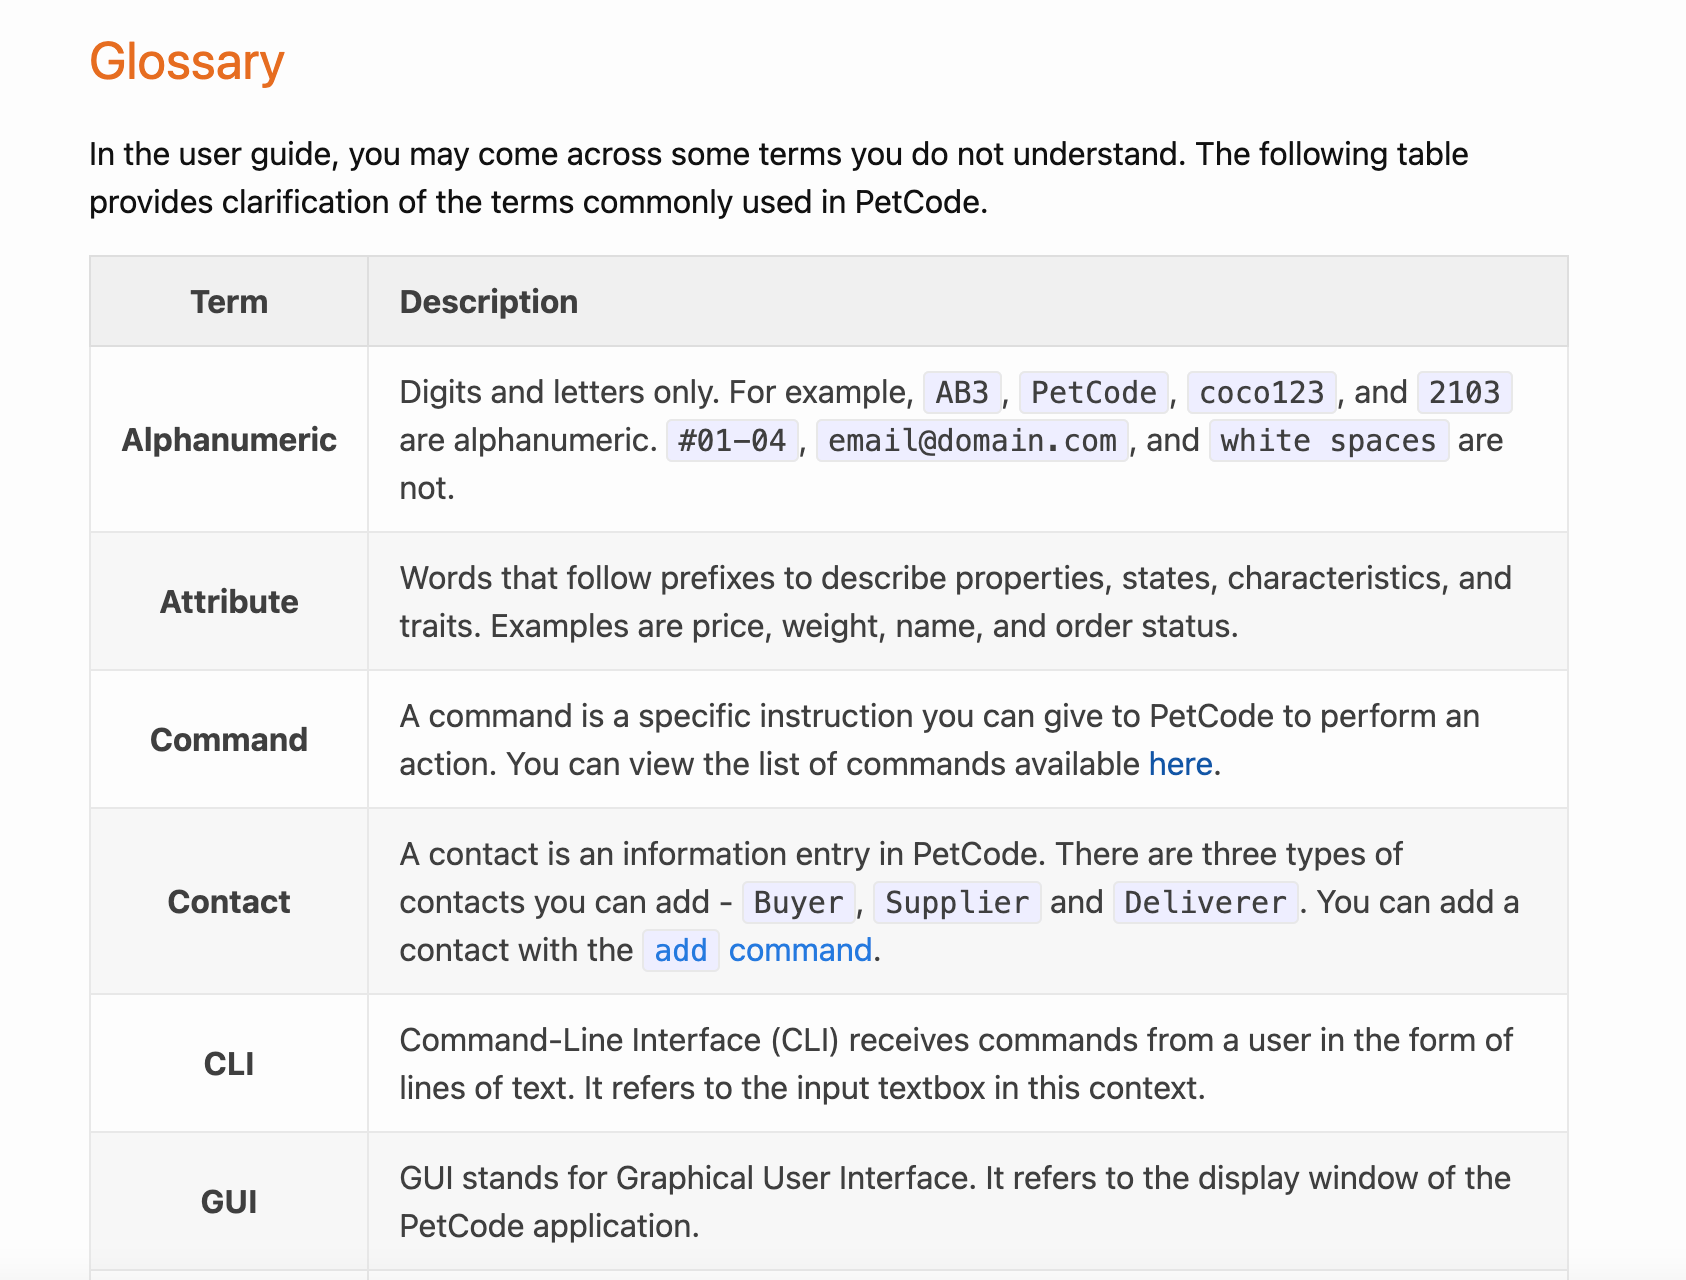 Glossary
In the user guide, you may come across some terms you do not understand. The following table
provides clarification of the terms commonly used in PetCode.
Term
Description
Alphanumeric
Digits and letters only. For example, AB3, PetCode, coco123, and 2103
are alphanumeric. #01-04, email@domain.com, and white spaces are
not.
Attribute
Words that follow prefixes to describe properties, states, characteristics, and
traits. Examples are price, weight, name, and order status.
Command
A command is a specific instruction you can give to PetCode to perform an
action. You can view the list of commands available here.
Contact
A contact is an information entry in PetCode. There are three types of
contacts you can add - Buyer, Supplier and Deliverer. You can add a
contact with the add command.
CLI
Command-Line Interface (CLI) receives commands from a user in the form of
lines of text. It refers to the input textbox in this context.
GUI
GUI stands for Graphical User Interface. It refers to the display window of the
PetCode application.